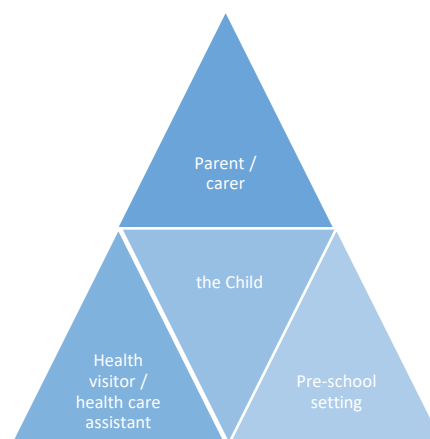 Parent /
carer
the Child
Health
visitor /
health care
assistant
Pre-school
setting